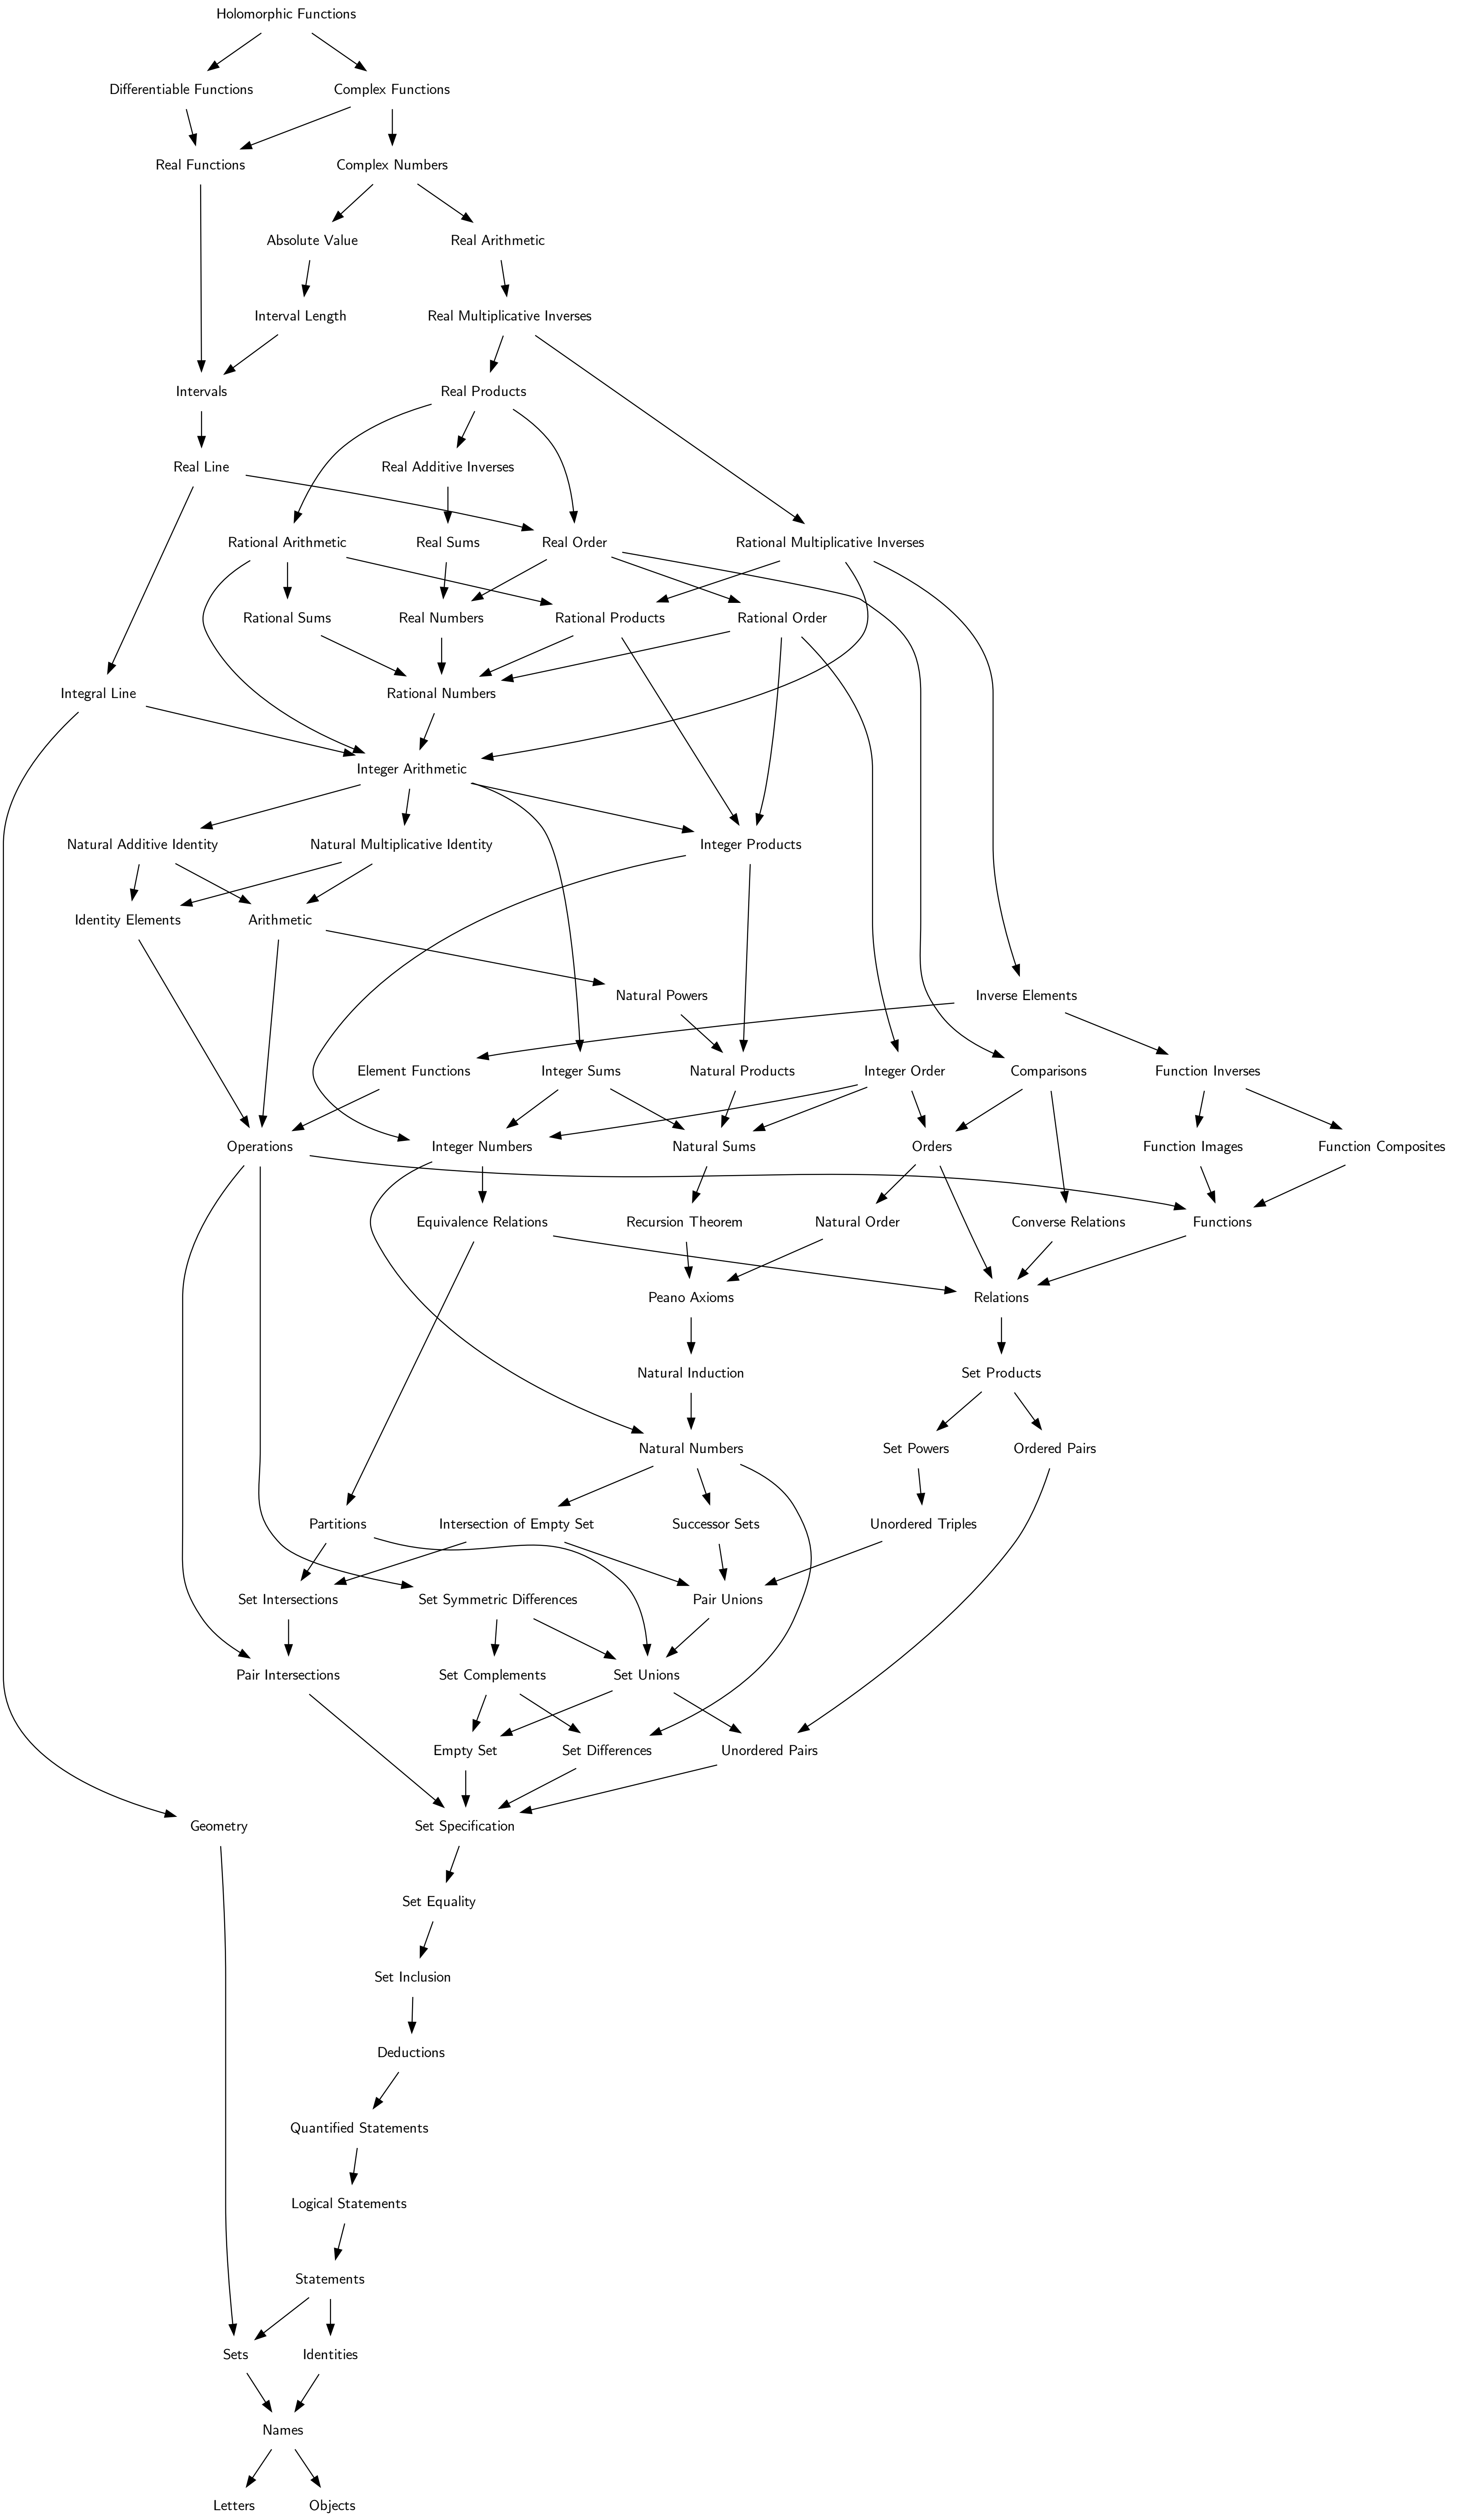 Holomorphic Functions
Differentiable Functions
Complex Functions
Real Functions
Complex Numbers
Absolute Value
Real Arithmetic
Interval Length
Real Multiplicative Inverses
Intervals
Real Products
Real Line
Real Additive Inverses
Rational Arithmetic
Real Sums
Real Order
Rational Multiplicative Inverses
Rational Sums
Real Numbers
Rational Products
Rational Order
Integral Line
Rational Numbers
Integer Arithmetic
Natural Additive Identity
Natural Multiplicative Identity
Integer Products
Identity Elements
Arithmetic
Natural Powers
Inverse Elements
Element Functions
Integer Sums
Natural Products
Integer Order
Comparisons
Function Inverses
Operations
Integer Numbers
Natural Sums
Orders
Function Images
Function Composites
Equivalence Relations
Recursion Theorem
Natural Order
Converse Relations
Functions
Peano Axioms
Relations
Natural Induction
Set Products
Natural Numbers
Set Powers
Ordered Pairs
Partitions
Intersection of Empty Set
Successor Sets
Unordered Triples
Set Intersections
Set Symmetric Differences
Pair Unions
Pair Intersections
Set Complements
Set Unions
Empty Set
Set Differences
Unordered Pairs
Geometry
Set Specification
Set Equality
Set Inclusion
Deductions
Quantified Statements
Logical Statements
Statements
Sets
Identities
Names
Letters
Objects